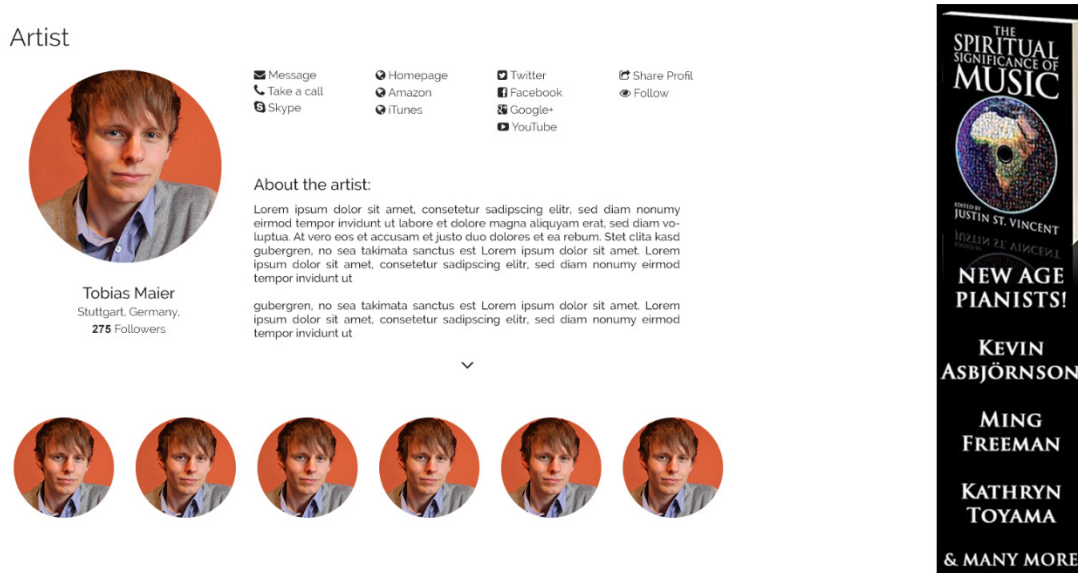 Artist
Message
Take a call
Skype
Homepage
Amazon
iTunes
Twitter
Facebook
Google+
YouTube
Share Profil
Follow
About the artist:
Lorem ipsum dolor sit amet, consetetur sadipscing elitr, sed diam nonumy
eirmod tempor invidunt ut labore et dolore magna aliquyam erat, sed diam vo-
luptua. At vero eos et accusam et justo duo dolores et ea rebum. Stet clita kasd
gubergren, no sea takimata sanctus est Lorem ipsum dolor sit amet. Lorem
ipsum dolor sit amet, consetetur sadipscing elitr, sed diam nonumy eirmod
tempor invidunt ut
gubergren, no sea takimata sanctus est Lorem ipsum dolor sit amet. Lorem
ipsum dolor sit amet, consetetur sadipscing elitr, sed diam nonumy eirmod
tempor invidunt ut
Tobias Maier
Stuttgart, Germany,
275 Followers
THE
SPIRITUAL
SIGNIFICANCE OF
MUSIC
EDITED BY
JUSTIN ST. VINCENT
NEW AGE
PIANISTS!
KEVIN
ASBJÖRNSON
MING
FREEMAN
KATHRYN
TOYAMA
& MANY MORE